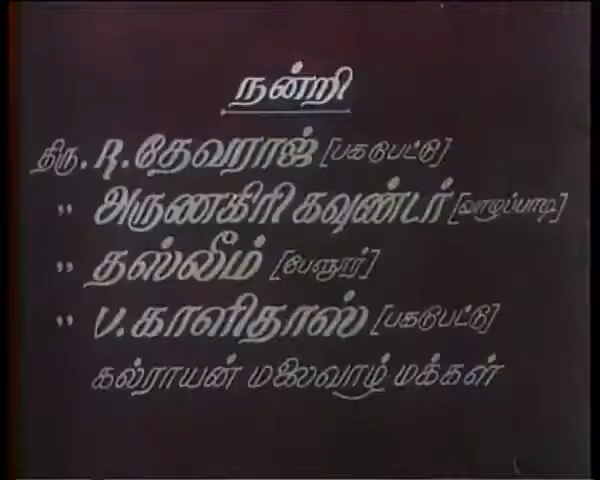 நன்றி
திரு. R. தேவராஜ் [பகடுபட்டு]
" அருணகிரி கவுண்டர் [வாழப்பாடி]
" தஸ்லீம் [பேளூர்]
" V. காளிதாஸ் [பகடுபட்டு]
கல்ராயன் மலைவாழ் மக்கள்